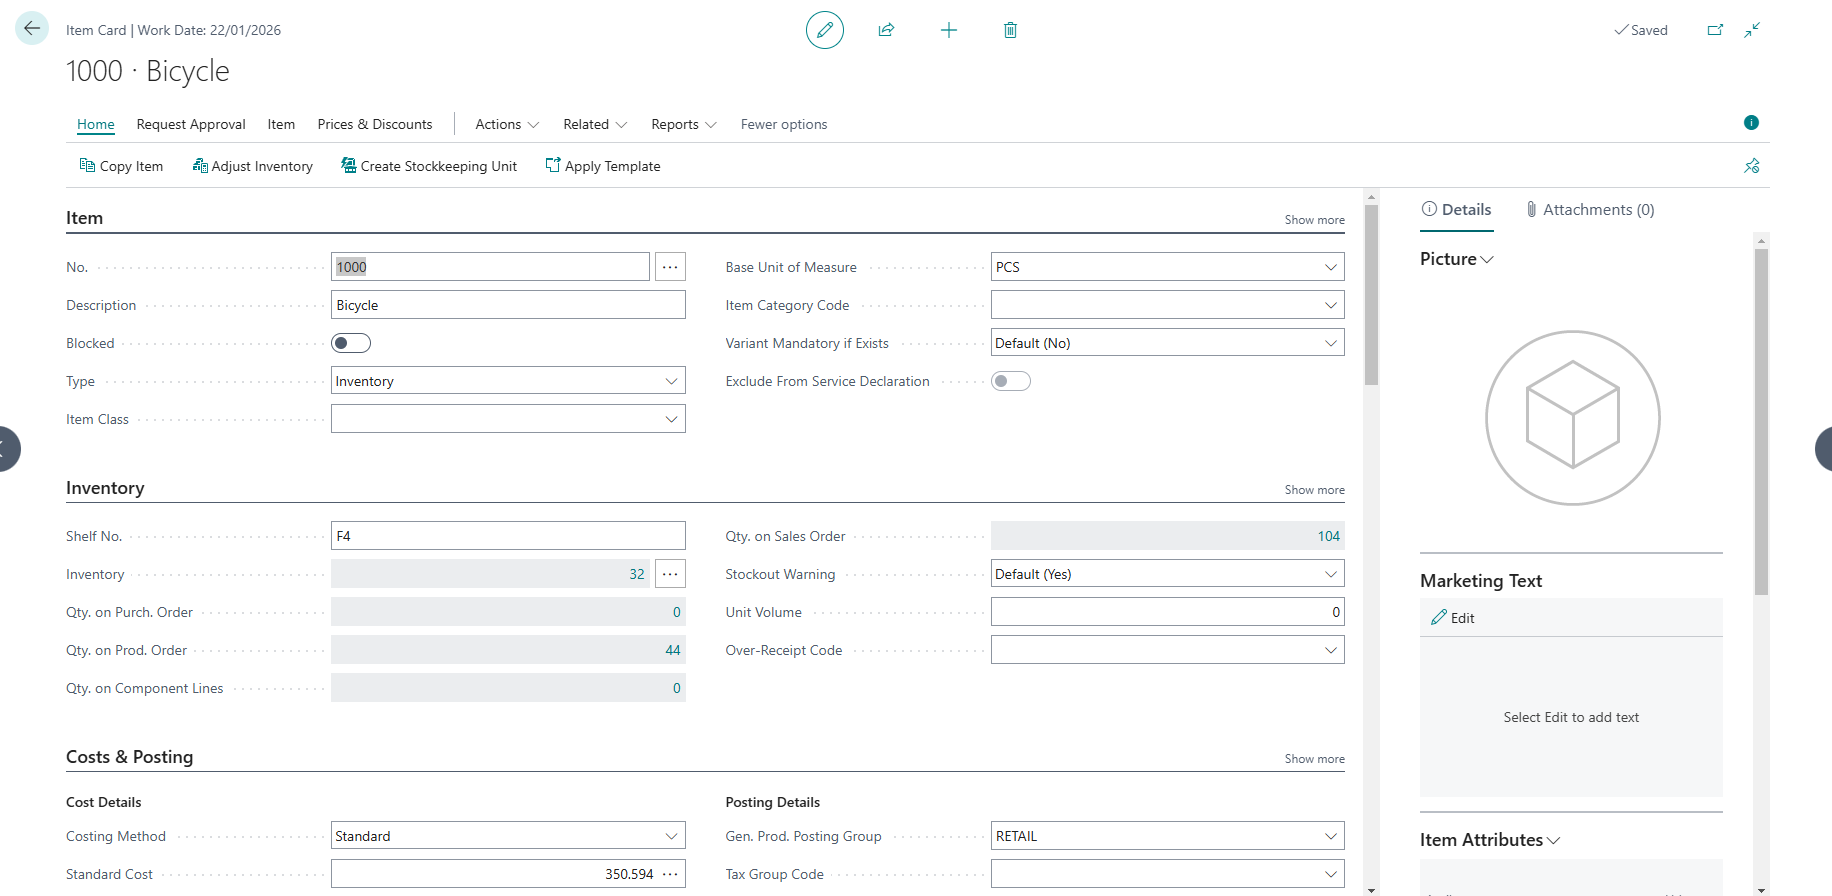 Item Card | Work Date: 22/01/2026
Saved
1000 · Bicycle
Home Request Approval Item Prices & Discounts Actions Related Reports Fewer options
Copy Item Adjust Inventory Create Stockkeeping Unit Apply Template
Item Show more
No. 1000
Description Bicycle
Blocked
Type Inventory
Item Class
Base Unit of Measure PCS
Item Category Code
Variant Mandatory if Exists Default (No)
Exclude From Service Declaration
Inventory Show more
Shelf No. F4
Inventory 32
Qty. on Purch. Order 0
Qty. on Prod. Order 44
Qty. on Component Lines 0
Qty. on Sales Order 104
Stockout Warning Default (Yes)
Unit Volume 0
Over-Receipt Code
Costs & Posting Show more
Cost Details
Costing Method Standard
Standard Cost 350.594
Posting Details
Gen. Prod. Posting Group RETAIL
Tax Group Code
Details Attachments (0)
Picture
Marketing Text
Edit
Select Edit to add text
Item Attributes